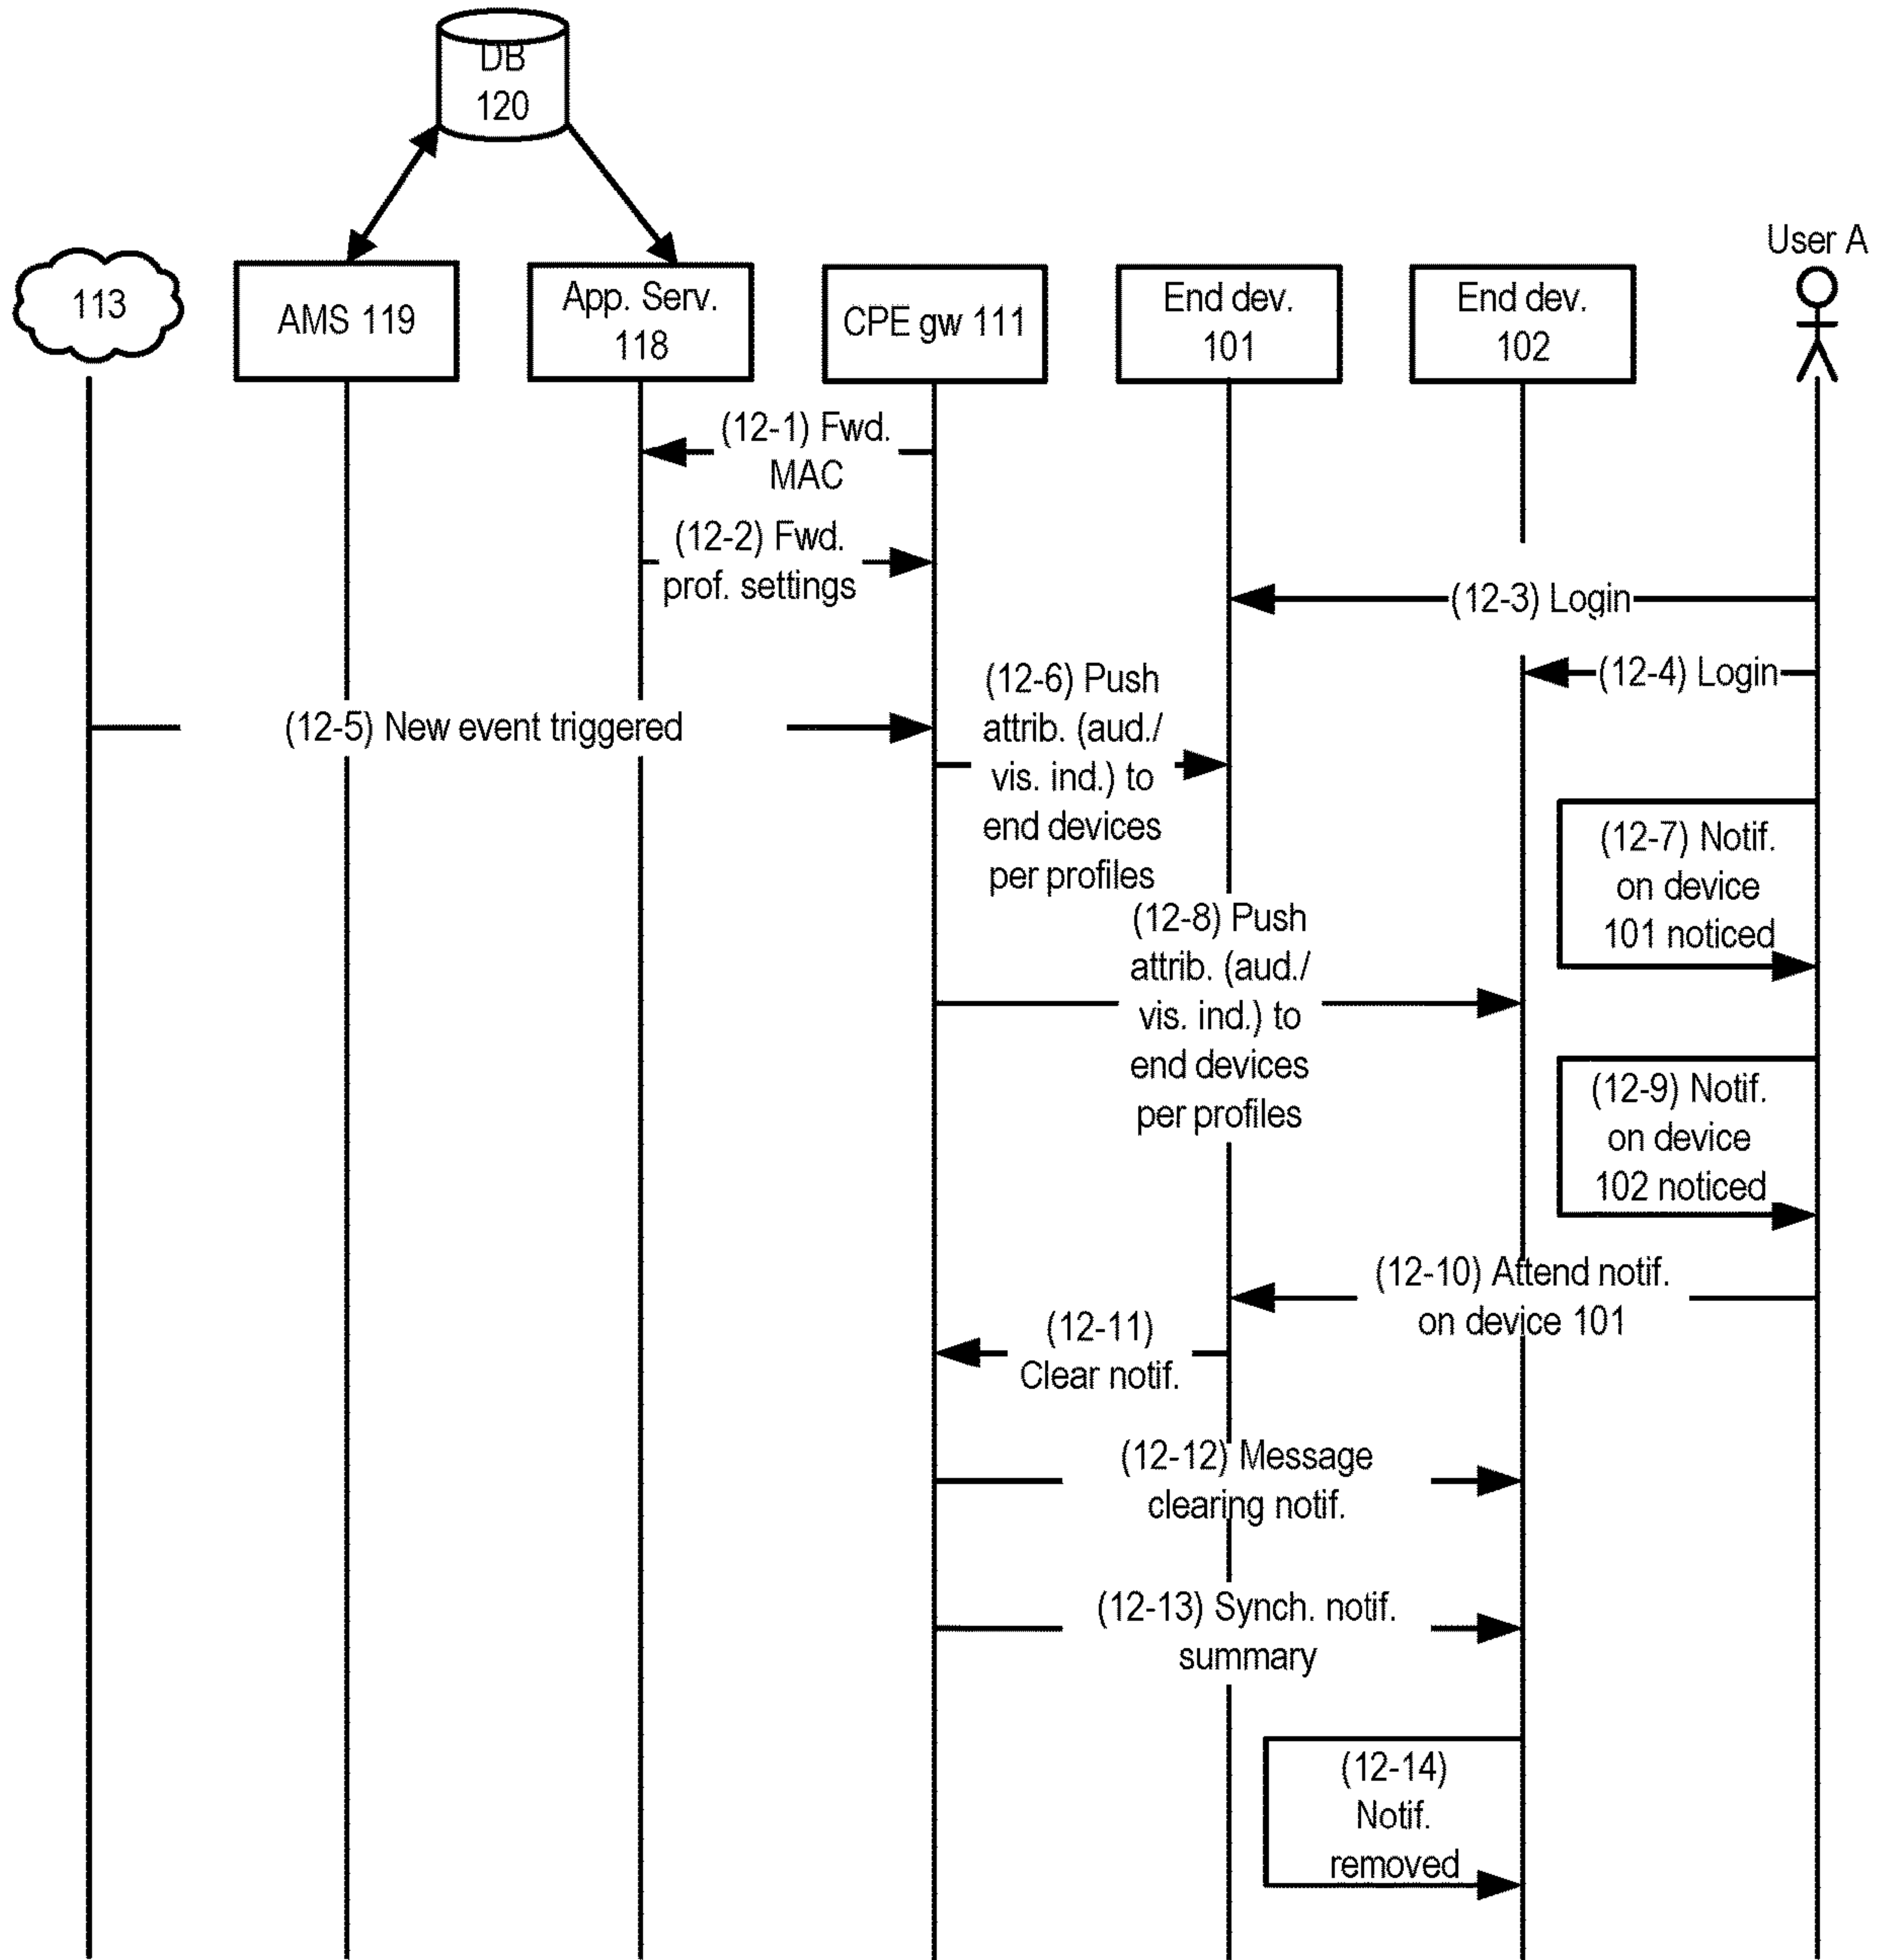 DB
120
User A
113
AMS 119
App. Serv.
118
CPE gw 111
End dev.
101
End dev.
102
(12-1) Fwd.
MAC
(12-2) Fwd.
prof. settings
(12-3) Login
(12-4) Login
(12-5) New event triggered
(12-6) Push
attrib. (aud./
vis. ind.) to
end devices
per profiles
(12-7) Notif.
on device
101 noticed
(12-8) Push
attrib. (aud./
vis. ind.) to
end devices
per profiles
(12-9) Notif.
on device
102 noticed
(12-10) Attend notif.
on device 101
(12-11)
Clear notif.
(12-12) Message
clearing notif.
(12-13) Synch. notif.
summary
(12-14)
Notif.
removed